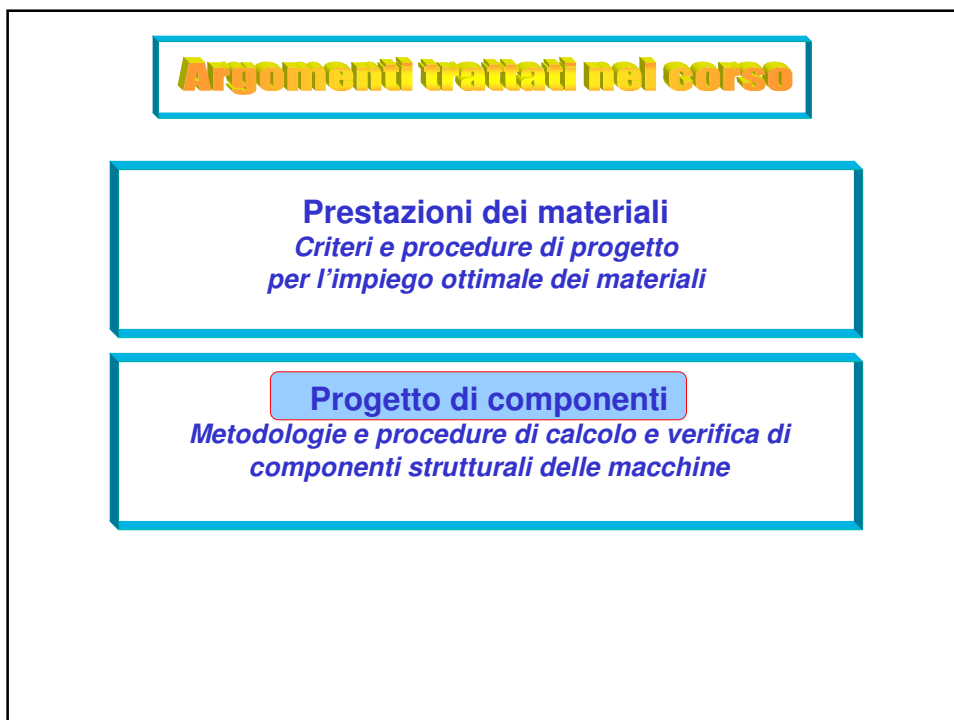 Argomenti trattati nel corso
Prestazioni dei materiali
Criteri e procedure di progetto
per l'impiego ottimale dei materiali
Progetto di componenti
Metodologie e procedure di calcolo e verifica di
componenti strutturali delle macchine